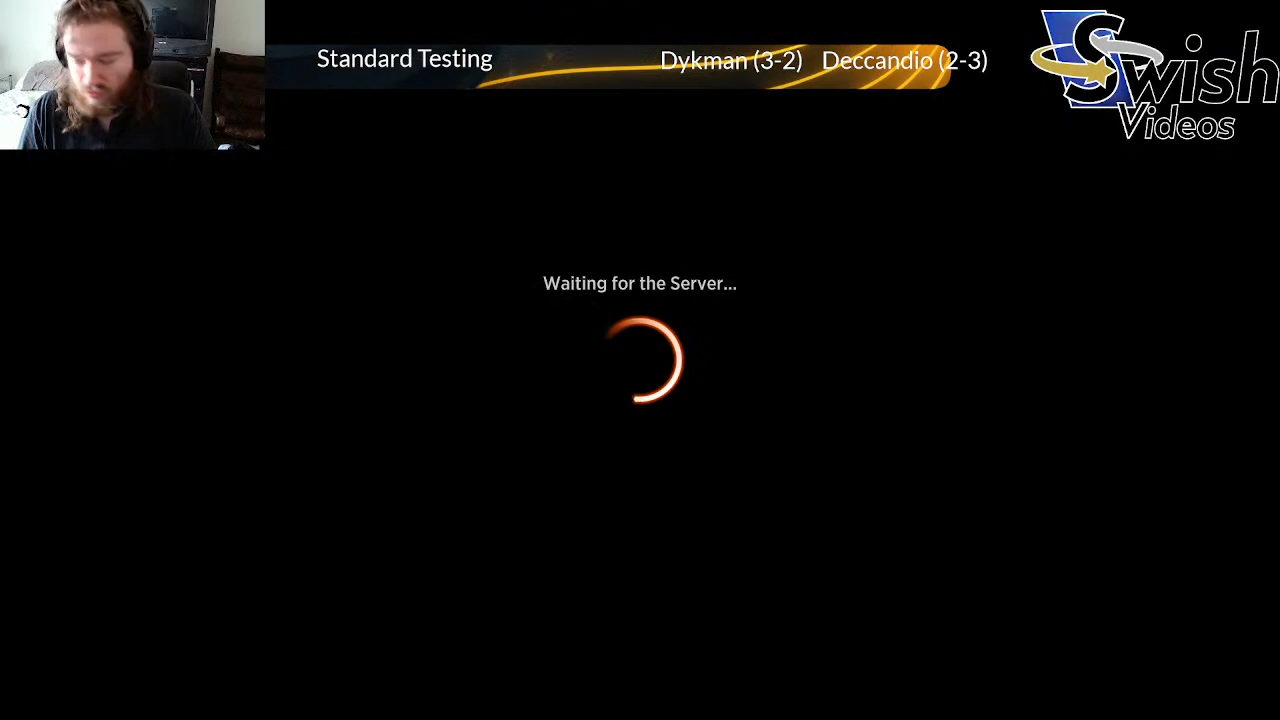 Standard Testing
Dykman (3-2) Deccandio (2-3)
Swish
Videos
Waiting for the Server...